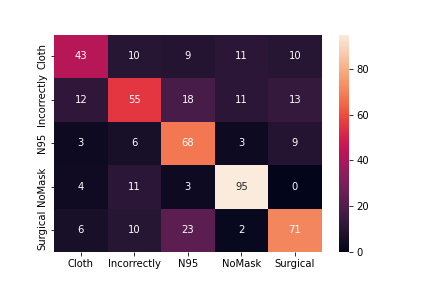 Cloth 43 10 9 11 10
Incorrectly 12 55 18 11 13
N95 3 6 68 3 9
NoMask 4 11 3 95 0
Surgical 6 10 23 2 71
Cloth Incorrectly N95 NoMask Surgical
80
60
40
20
0